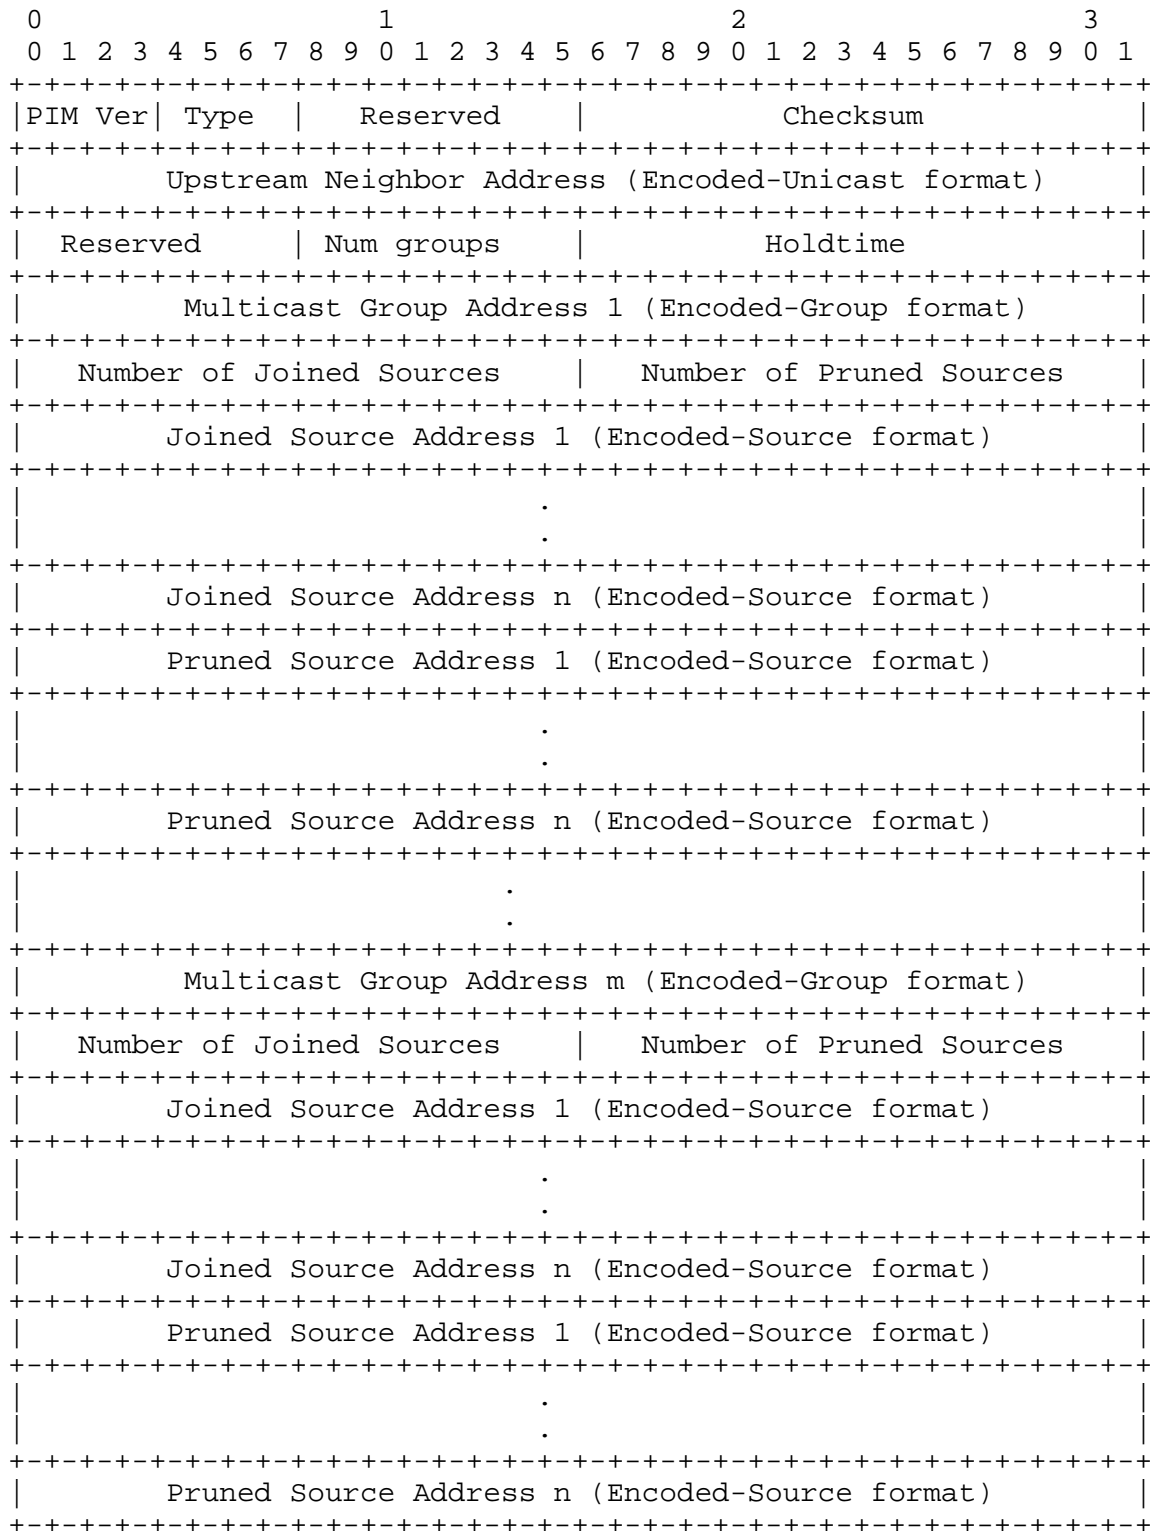 0                   1                   2                   3
 0 1 2 3 4 5 6 7 8 9 0 1 2 3 4 5 6 7 8 9 0 1 2 3 4 5 6 7 8 9 0 1
+-+-+-+-+-+-+-+-+-+-+-+-+-+-+-+-+-+-+-+-+-+-+-+-+-+-+-+-+-+-+-+-+
|PIM Ver| Type  |   Reserved    |           Checksum            |
+-+-+-+-+-+-+-+-+-+-+-+-+-+-+-+-+-+-+-+-+-+-+-+-+-+-+-+-+-+-+-+-+
|        Upstream Neighbor Address (Encoded-Unicast format)     |
+-+-+-+-+-+-+-+-+-+-+-+-+-+-+-+-+-+-+-+-+-+-+-+-+-+-+-+-+-+-+-+-+
|  Reserved     | Num groups    |          Holdtime             |
+-+-+-+-+-+-+-+-+-+-+-+-+-+-+-+-+-+-+-+-+-+-+-+-+-+-+-+-+-+-+-+-+
|         Multicast Group Address 1 (Encoded-Group format)      |
+-+-+-+-+-+-+-+-+-+-+-+-+-+-+-+-+-+-+-+-+-+-+-+-+-+-+-+-+-+-+-+-+
|   Number of Joined Sources    |   Number of Pruned Sources    |
+-+-+-+-+-+-+-+-+-+-+-+-+-+-+-+-+-+-+-+-+-+-+-+-+-+-+-+-+-+-+-+-+
|        Joined Source Address 1 (Encoded-Source format)        |
+-+-+-+-+-+-+-+-+-+-+-+-+-+-+-+-+-+-+-+-+-+-+-+-+-+-+-+-+-+-+-+-+
|                             .                                 |
|                             .                                 |
+-+-+-+-+-+-+-+-+-+-+-+-+-+-+-+-+-+-+-+-+-+-+-+-+-+-+-+-+-+-+-+-+
|        Joined Source Address n (Encoded-Source format)        |
+-+-+-+-+-+-+-+-+-+-+-+-+-+-+-+-+-+-+-+-+-+-+-+-+-+-+-+-+-+-+-+-+
|        Pruned Source Address 1 (Encoded-Source format)        |
+-+-+-+-+-+-+-+-+-+-+-+-+-+-+-+-+-+-+-+-+-+-+-+-+-+-+-+-+-+-+-+-+
|                             .                                 |
|                             .                                 |
+-+-+-+-+-+-+-+-+-+-+-+-+-+-+-+-+-+-+-+-+-+-+-+-+-+-+-+-+-+-+-+-+
|        Pruned Source Address n (Encoded-Source format)        |
+-+-+-+-+-+-+-+-+-+-+-+-+-+-+-+-+-+-+-+-+-+-+-+-+-+-+-+-+-+-+-+-+
|                           .                                   |
|                           .                                   |
+-+-+-+-+-+-+-+-+-+-+-+-+-+-+-+-+-+-+-+-+-+-+-+-+-+-+-+-+-+-+-+-+
|         Multicast Group Address m (Encoded-Group format)      |
+-+-+-+-+-+-+-+-+-+-+-+-+-+-+-+-+-+-+-+-+-+-+-+-+-+-+-+-+-+-+-+-+
|   Number of Joined Sources    |   Number of Pruned Sources    |
+-+-+-+-+-+-+-+-+-+-+-+-+-+-+-+-+-+-+-+-+-+-+-+-+-+-+-+-+-+-+-+-+
|        Joined Source Address 1 (Encoded-Source format)        |
+-+-+-+-+-+-+-+-+-+-+-+-+-+-+-+-+-+-+-+-+-+-+-+-+-+-+-+-+-+-+-+-+
|                             .                                 |
|                             .                                 |
+-+-+-+-+-+-+-+-+-+-+-+-+-+-+-+-+-+-+-+-+-+-+-+-+-+-+-+-+-+-+-+-+
|        Joined Source Address n (Encoded-Source format)        |
+-+-+-+-+-+-+-+-+-+-+-+-+-+-+-+-+-+-+-+-+-+-+-+-+-+-+-+-+-+-+-+-+
|        Pruned Source Address 1 (Encoded-Source format)        |
+-+-+-+-+-+-+-+-+-+-+-+-+-+-+-+-+-+-+-+-+-+-+-+-+-+-+-+-+-+-+-+-+
|                             .                                 |
|                             .                                 |
+-+-+-+-+-+-+-+-+-+-+-+-+-+-+-+-+-+-+-+-+-+-+-+-+-+-+-+-+-+-+-+-+
|        Pruned Source Address n (Encoded-Source format)        |
+-+-+-+-+-+-+-+-+-+-+-+-+-+-+-+-+-+-+-+-+-+-+-+-+-+-+-+-+-+-+-+-+